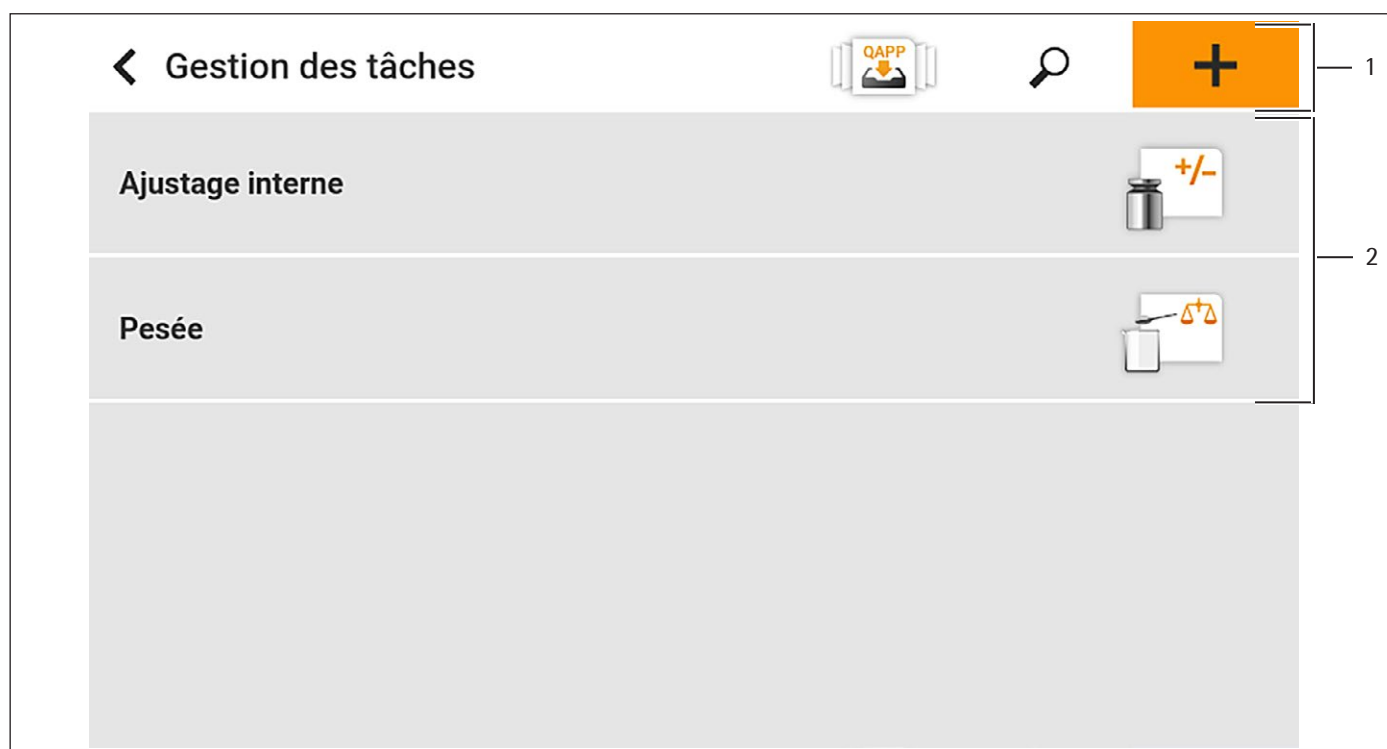 Gestion des tâches
QAPP
1
Ajustage interne
+/-
2
Pesée